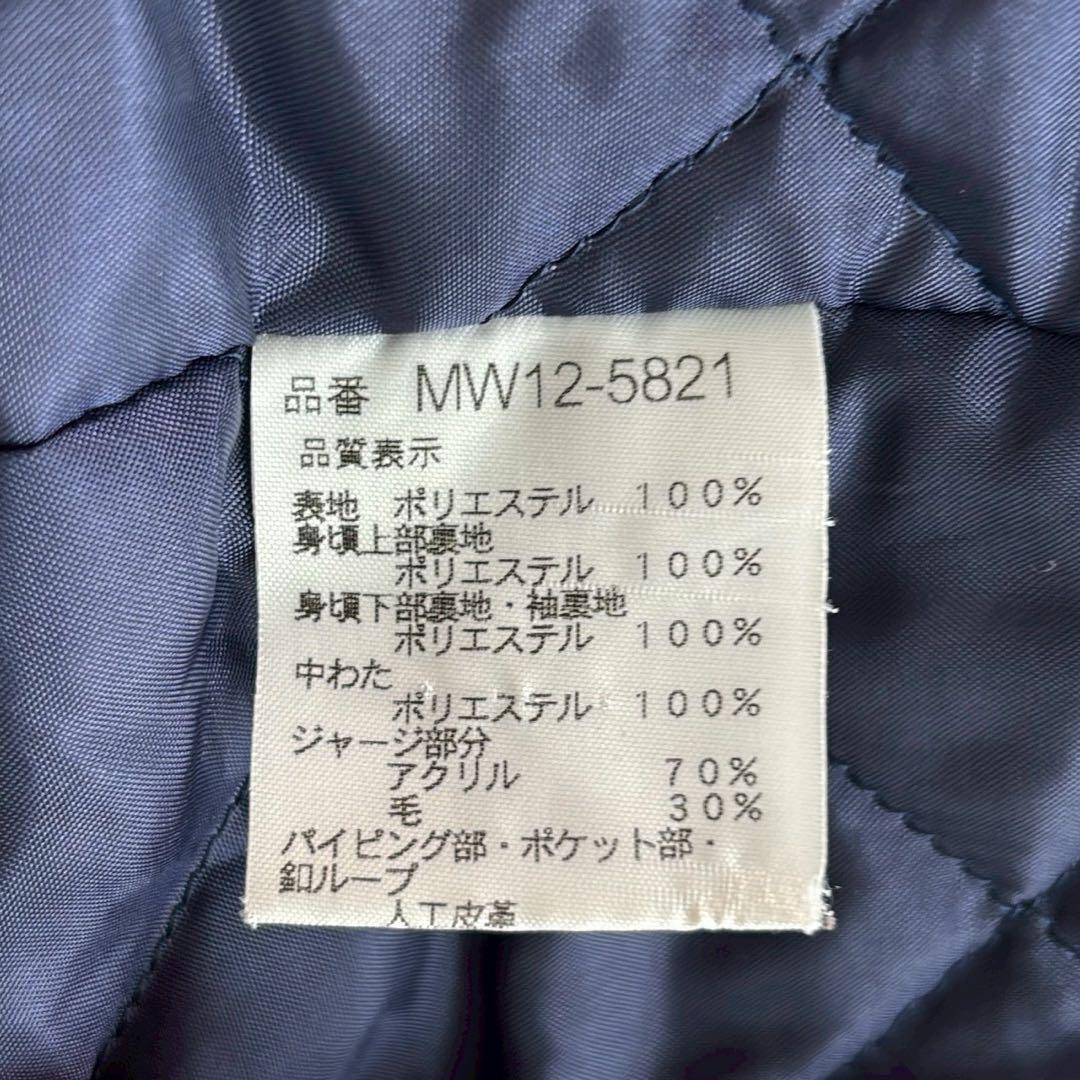 品番 MW12-5821
品質表示
表地 ポリエステル 100%
身頃上部裏地
ポリエステル 100%
身頃下部裏地・袖裏地
ポリエステル 100%
中わた
ポリエステル 100%
ジャージ部分
アクリル 70%
毛 30%
パイピング部・ポケット部・
釦ループ
人工皮革